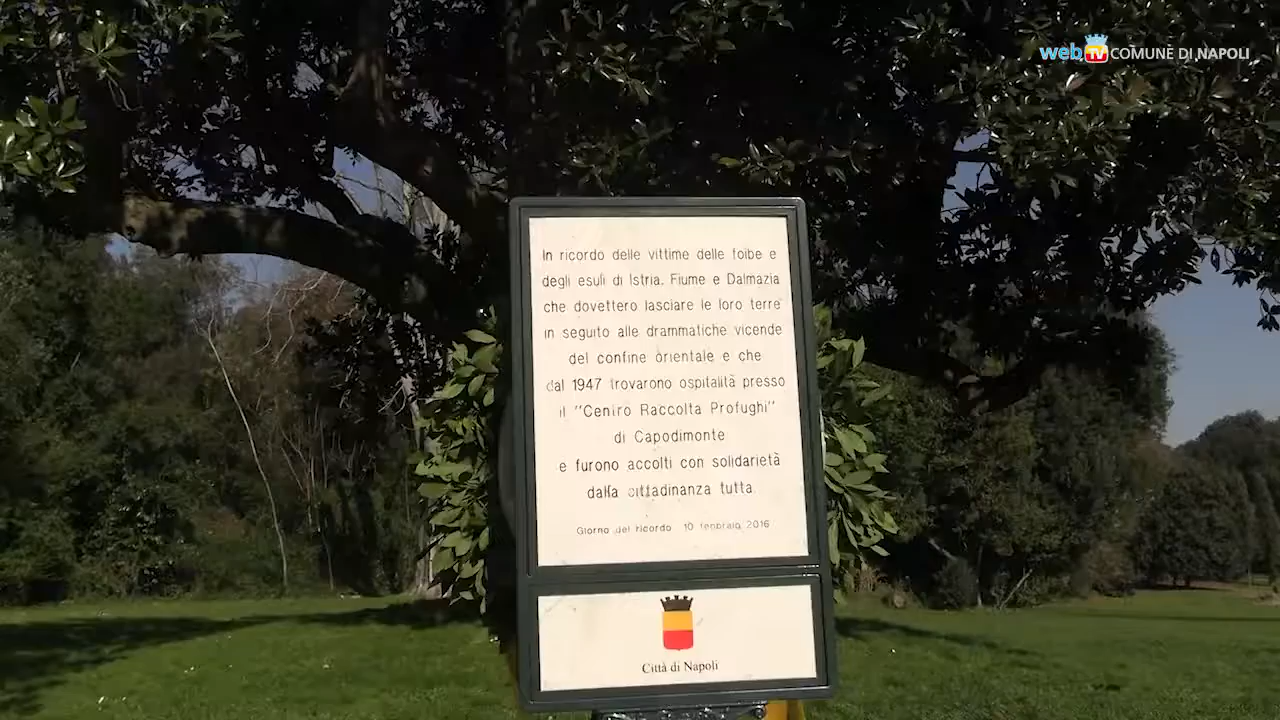 web TV COMUNE DI NAPOLI
In ricordo delle vittime delle foibe e
degli esuli di Istria, Fiume e Dalmazia
che dovettero lasciare le loro terre
in seguito alle drammatiche vicende
del confine orientale e che
dal 1947 trovarono ospitalità presso
il "Centro Raccolta Profughi"
di Capodimonte
e furono accolti con solidarietà
dalla cittadinanza tutta.
Giorno del ricordo 10 febbraio 2016
Città di Napoli